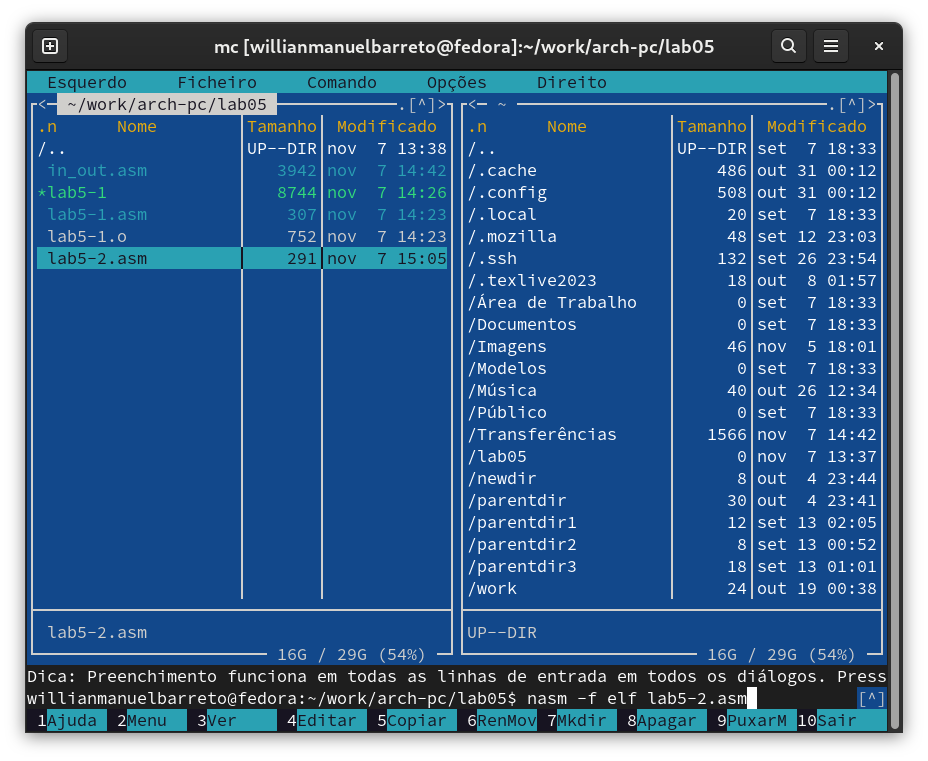 mc [willianmanuelbarreto@fedora]:~/work/arch-pc/lab05
Esquerdo Ficheiro Comando Opções Direito
<─ ~/work/arch-pc/lab05 .[^]>
.n Nome Tamanho Modificado
/.. UP--DIR nov 7 13:38
in_out.asm 3942 nov 7 14:42
*lab5-1 8744 nov 7 14:26
lab5-1.asm 307 nov 7 14:23
lab5-1.o 752 nov 7 14:23
lab5-2.asm 291 nov 7 15:05
lab5-2.asm
16G / 29G (54%)
<─ ~ .[^]>
.n Nome Tamanho Modificado
/.. UP--DIR set 7 18:33
/.cache 486 out 31 00:12
/.config 508 out 31 00:12
/.local 20 set 7 18:33
/.mozilla 48 set 12 23:03
/.ssh 132 set 26 23:54
/.texlive2023 18 out 8 01:57
/Área de Trabalho 0 set 7 18:33
/Documentos 0 set 7 18:33
/Imagens 46 nov 5 18:01
/Modelos 0 set 7 18:33
/Música 40 out 26 12:34
/Público 0 set 7 18:33
/Transferências 1566 nov 7 14:42
/lab05 0 nov 7 13:37
/newdir 8 out 4 23:44
/parentdir 30 out 4 23:41
/parentdir1 12 set 13 02:05
/parentdir2 8 set 13 00:52
/parentdir3 18 set 13 01:01
/work 24 out 19 00:38
UP--DIR
16G / 29G (54%)
Dica: Preenchimento funciona em todas as linhas de entrada em todos os diálogos. Press
willianmanuelbarreto@fedora:~/work/arch-pc/lab05$ nasm -f elf lab5-2.asm [^]
1Ajuda 2Menu 3Ver 4Editar 5Copiar 6RenMov 7Mkdir 8Apagar 9PuxarM 10Sair